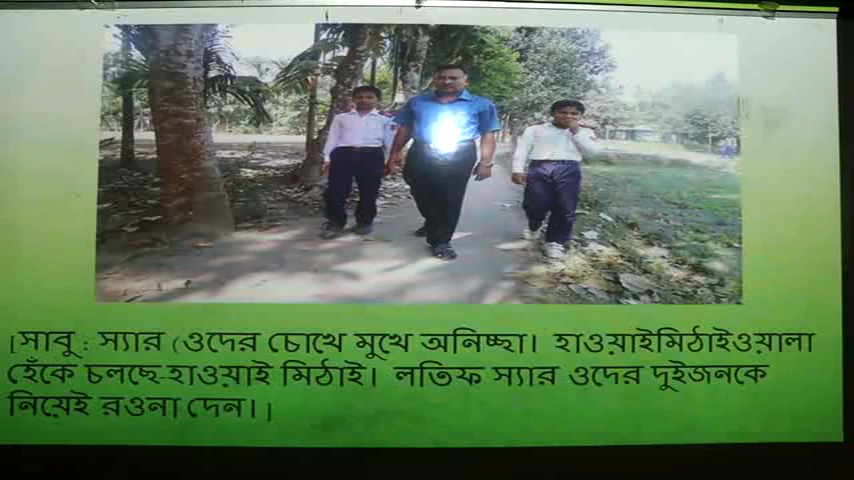 [সাবু : স্যার (ওদের চোখে মুখে অনিচ্ছা। হাওয়াইমিঠাইওয়ালা
হেঁকে চলছে-হাওয়াই মিঠাই। লতিফ স্যার ওদের দুইজনকে
নিয়েই রওনা দেন।]